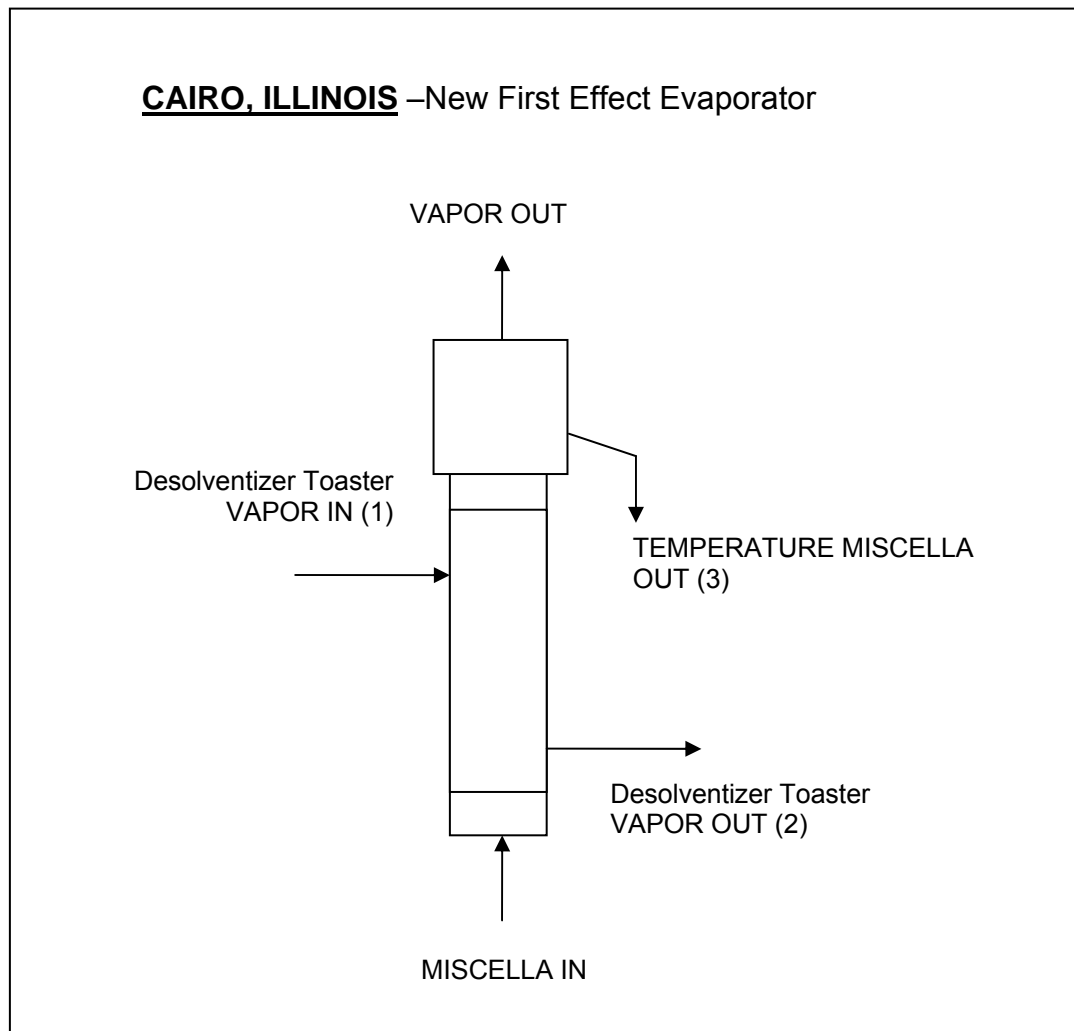 CAIRO, ILLINOIS –New First Effect Evaporator
VAPOR OUT
Desolventizer Toaster
VAPOR IN (1)
TEMPERATURE MISCELLA
OUT (3)
Desolventizer Toaster
VAPOR OUT (2)
MISCELLA IN